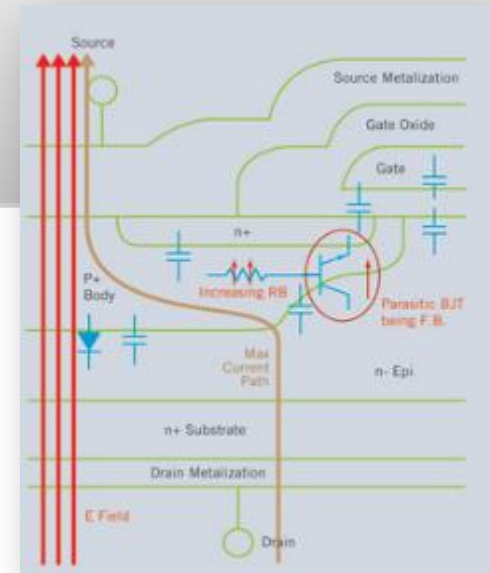 Source
Source Metalization
Gate Oxide
Gate
n+
P+
Body
Increasing RB
Parasitic BJT
being F.B.
Max
Current
Path
n- Epi
n+ Substrate
Drain Metalization
E Field
Drain